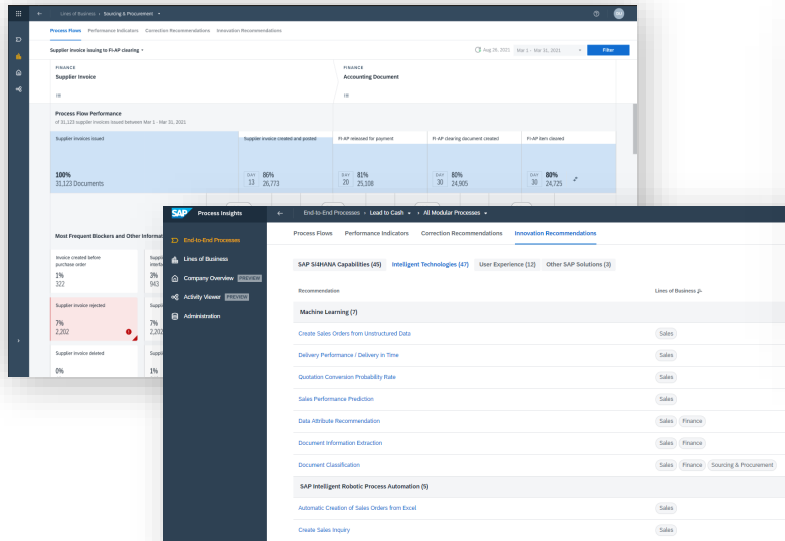 Lines of Business › Sourcing & Procurement
Process Flows Performance Indicators Correction Recommendations Innovation Recommendations
Supplier Invoice issuing to FI-AP clearing
Aug 26, 2021 Mar 1 - Mar 31, 2021 Filter
FINANCE FINANCE
Supplier Invoice Accounting Document
Process Flow Performance
of 31,123 supplier invoices issued between Mar 1 - Mar 31, 2021
Supplier invoices issued Supplier invoice created and posted FI-AP released for payment FI-AP clearing document created FI-AP item cleared
100% DAY 86% DAY 81% DAY 80% DAY 80%
31,123 Documents 13 26,773 20 25,108 30 24,905 30 24,725
Most Frequent Blockers and Other
Invoice created before
purchase order
1% 3%
322 943
Supplier invoice rejected
7% 7%
2,202 2,202
Supplier invoice deleted
0% 1%
SAP Process Insights
End-to-End Processes
Lines of Business
Company Overview PREVIEW
Activity Viewer PREVIEW
Administration
End-to-End Processes › Lead to Cash › All Modular Processes
Process Flows Performance Indicators Correction Recommendations Innovation Recommendations
SAP S/4HANA Capabilities (45) Intelligent Technologies (47) User Experience (12) Other SAP Solutions (3)
Recommendation Lines of Business
Machine Learning (7)
Create Sales Orders from Unstructured Data Sales
Delivery Performance / Delivery in Time Sales
Quotation Conversion Probability Rate Sales
Sales Performance Prediction Sales
Data Attribute Recommendation Sales Finance
Document Information Extraction Sales Finance
Document Classification Sales Finance Sourcing & Procurement
SAP Intelligent Robotic Process Automation (5)
Automatic Creation of Sales Orders from Excel Sales
Create Sales Inquiry Sales